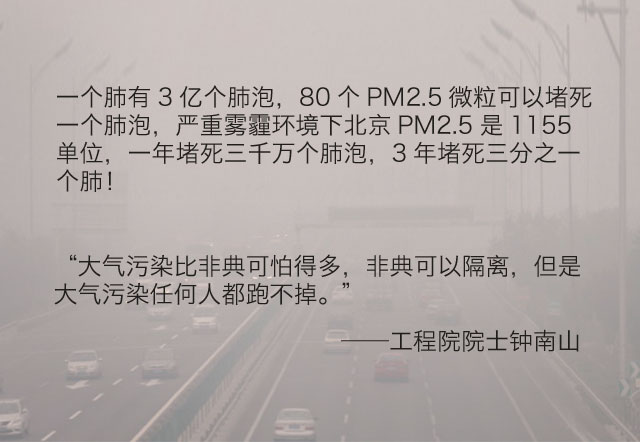 一个肺有 3 亿个肺泡，80 个 PM2.5 微粒可以堵死
一个肺泡，严重雾霾环境下北京 PM2.5 是 1155
单位，一年堵死三千万个肺泡，3 年堵死三分之一
个肺！
“大气污染比非典可怕得多，非典可以隔离，但是
大气污染任何人都跑不掉。”
——工程院院士钟南山